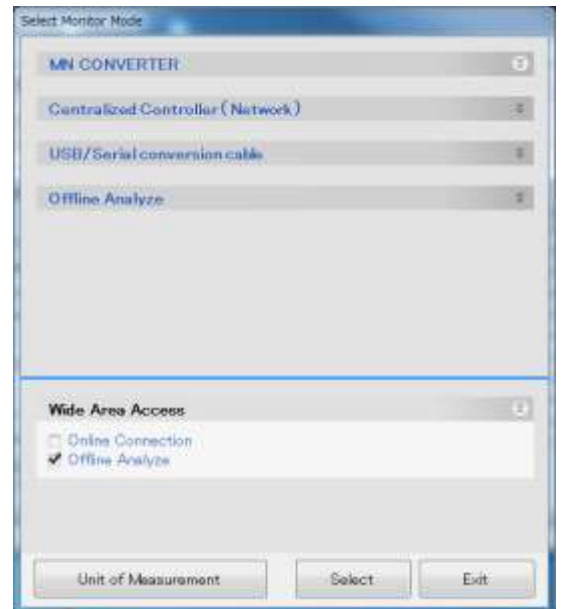 Select Monitor Mode
MN CONVERTER
Centralized Controller ( Network )
USB/Serial conversion cable
Offline Analyze
Wide Area Access
Online Connection
Offline Analyze
Unit of Measurement
Select
Exit